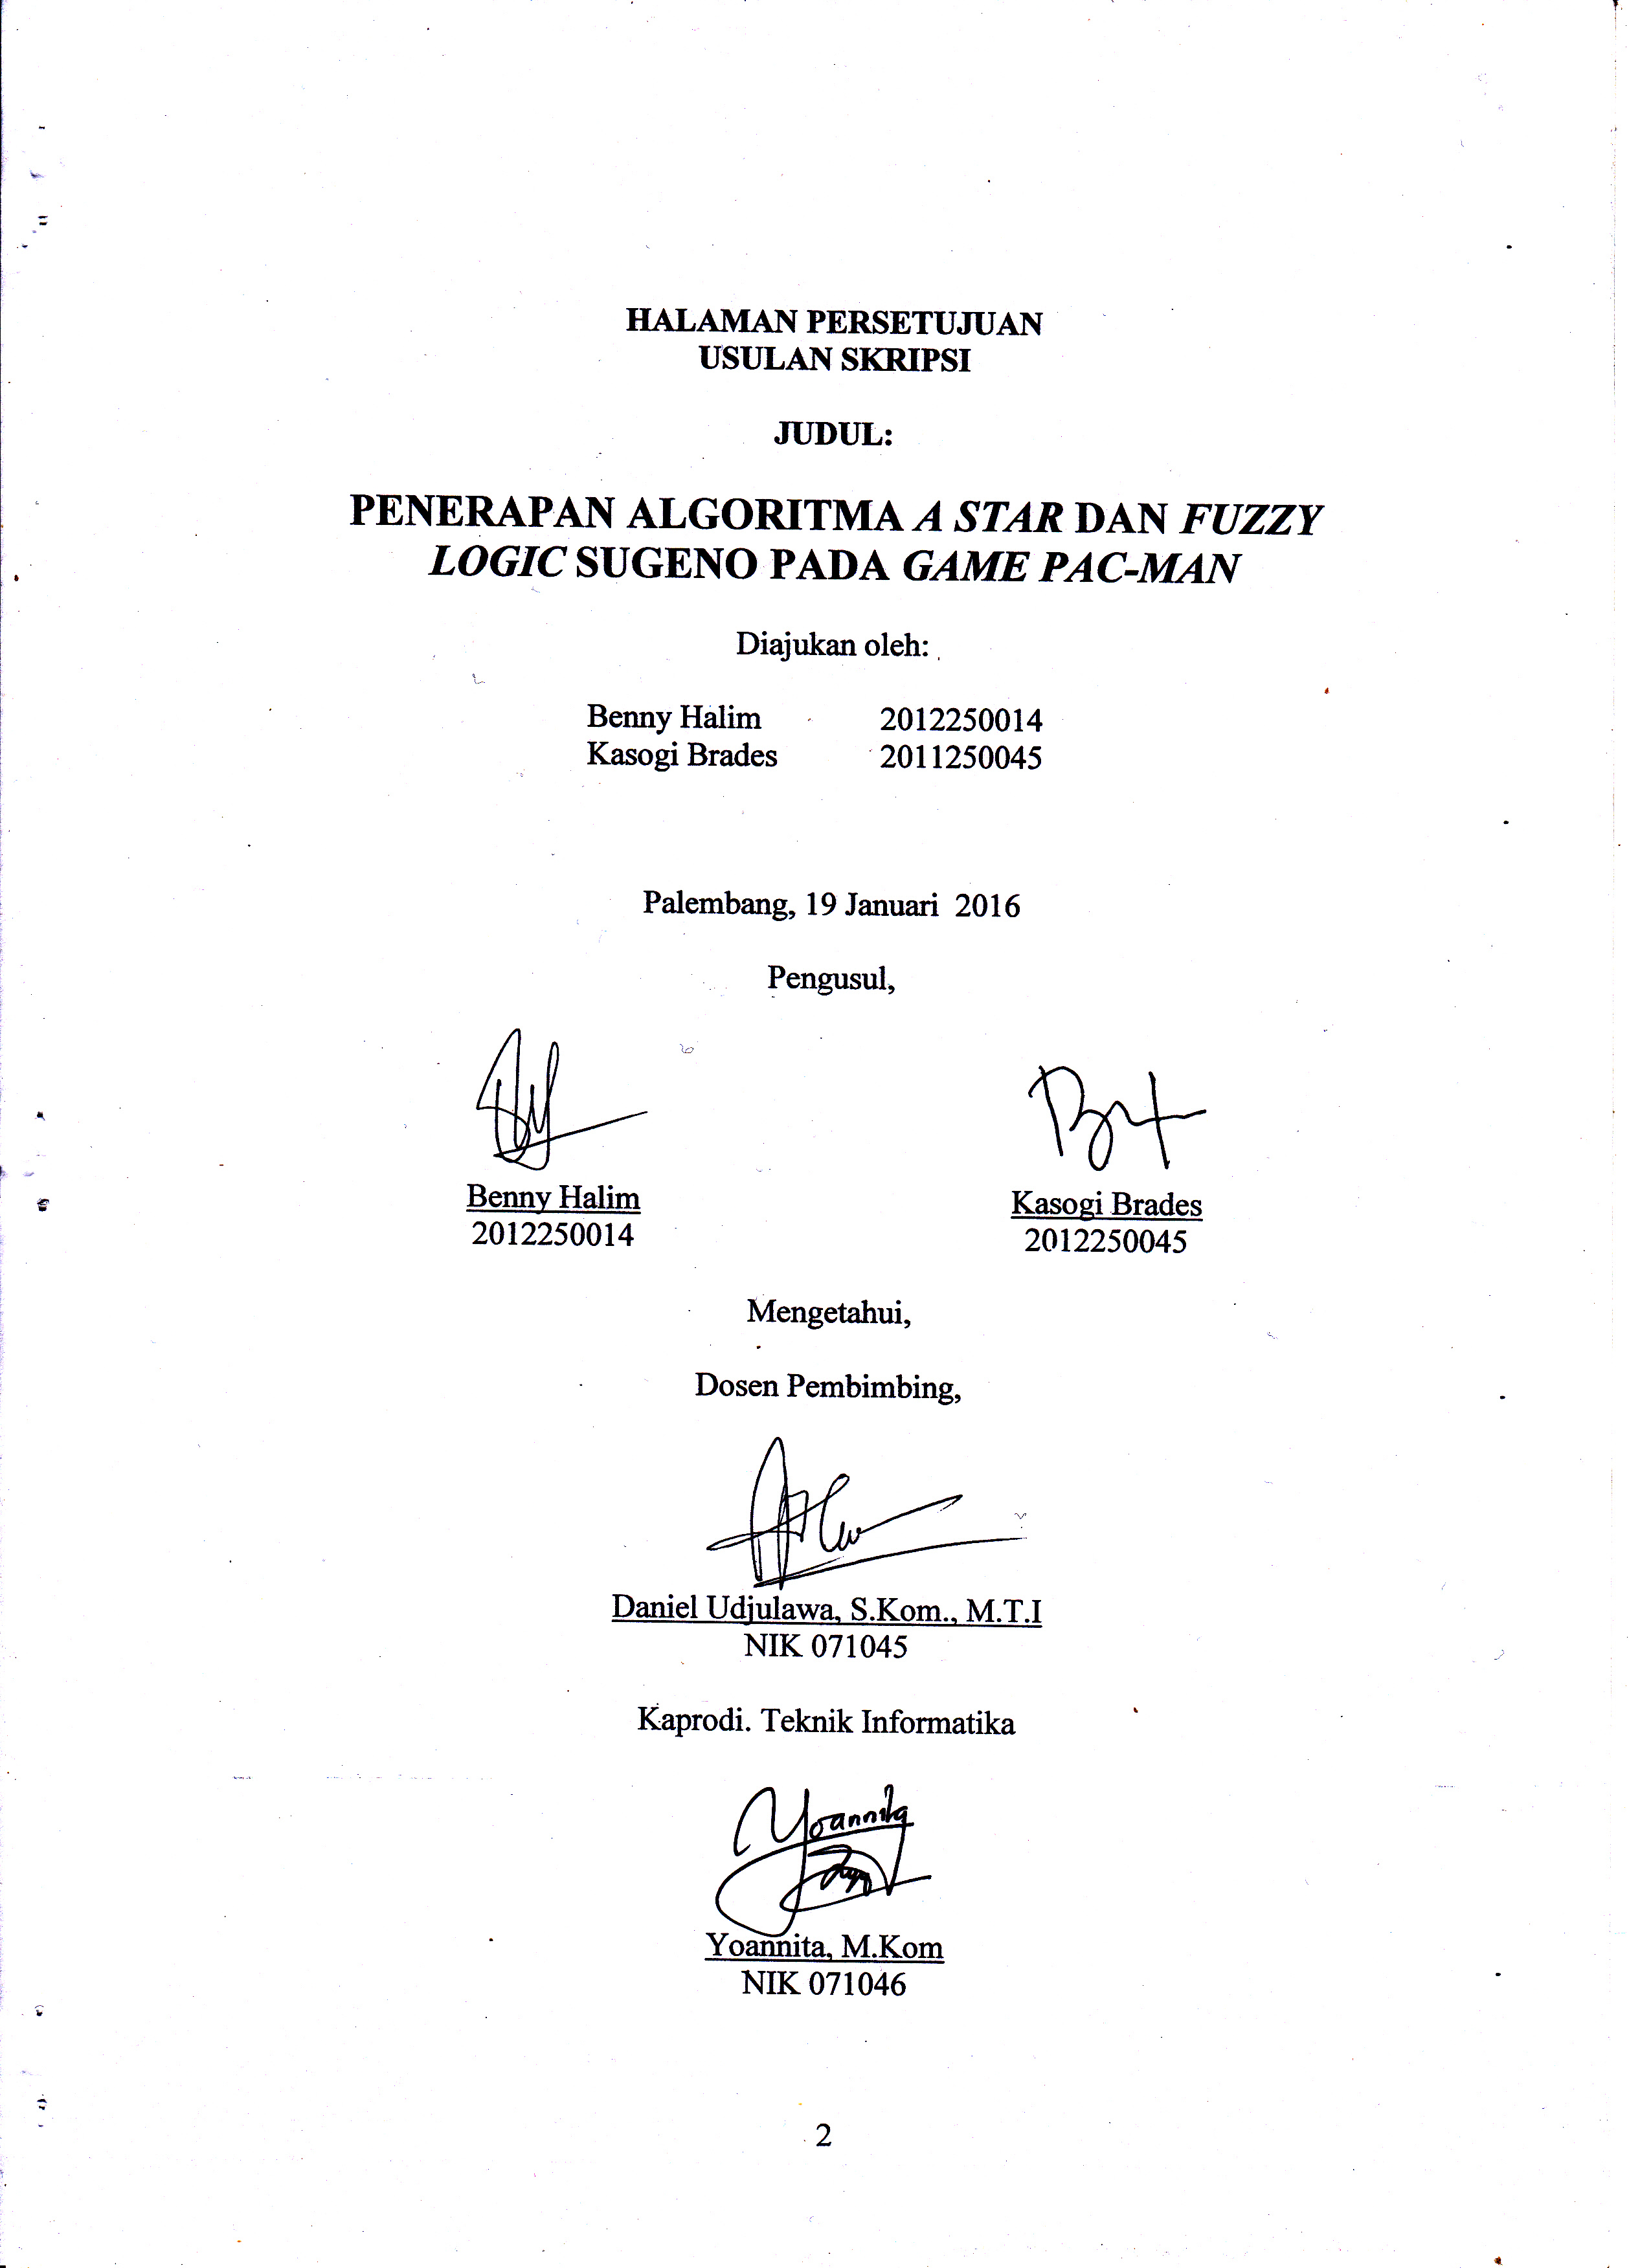 HALAMAN PERSETUJUAN
USULAN SKRIPSI
JUDUL:
PENERAPAN ALGORITMA A STAR DAN FUZZY
LOGIC SUGENO PADA GAME PAC-MAN
Diajukan oleh:
Benny Halim 2012250014
Kasogi Brades 2011250045
Palembang, 19 Januari 2016
Pengusul,
Benny Halim Kasogi Brades
2012250014 2012250045
Mengetahui,
Dosen Pembimbing,
Daniel Udjulawa, S.Kom., M.T.I
NIK 071045
Kaprodi. Teknik Informatika
Yoannita
Yoannita, M.Kom
NIK 071046
2